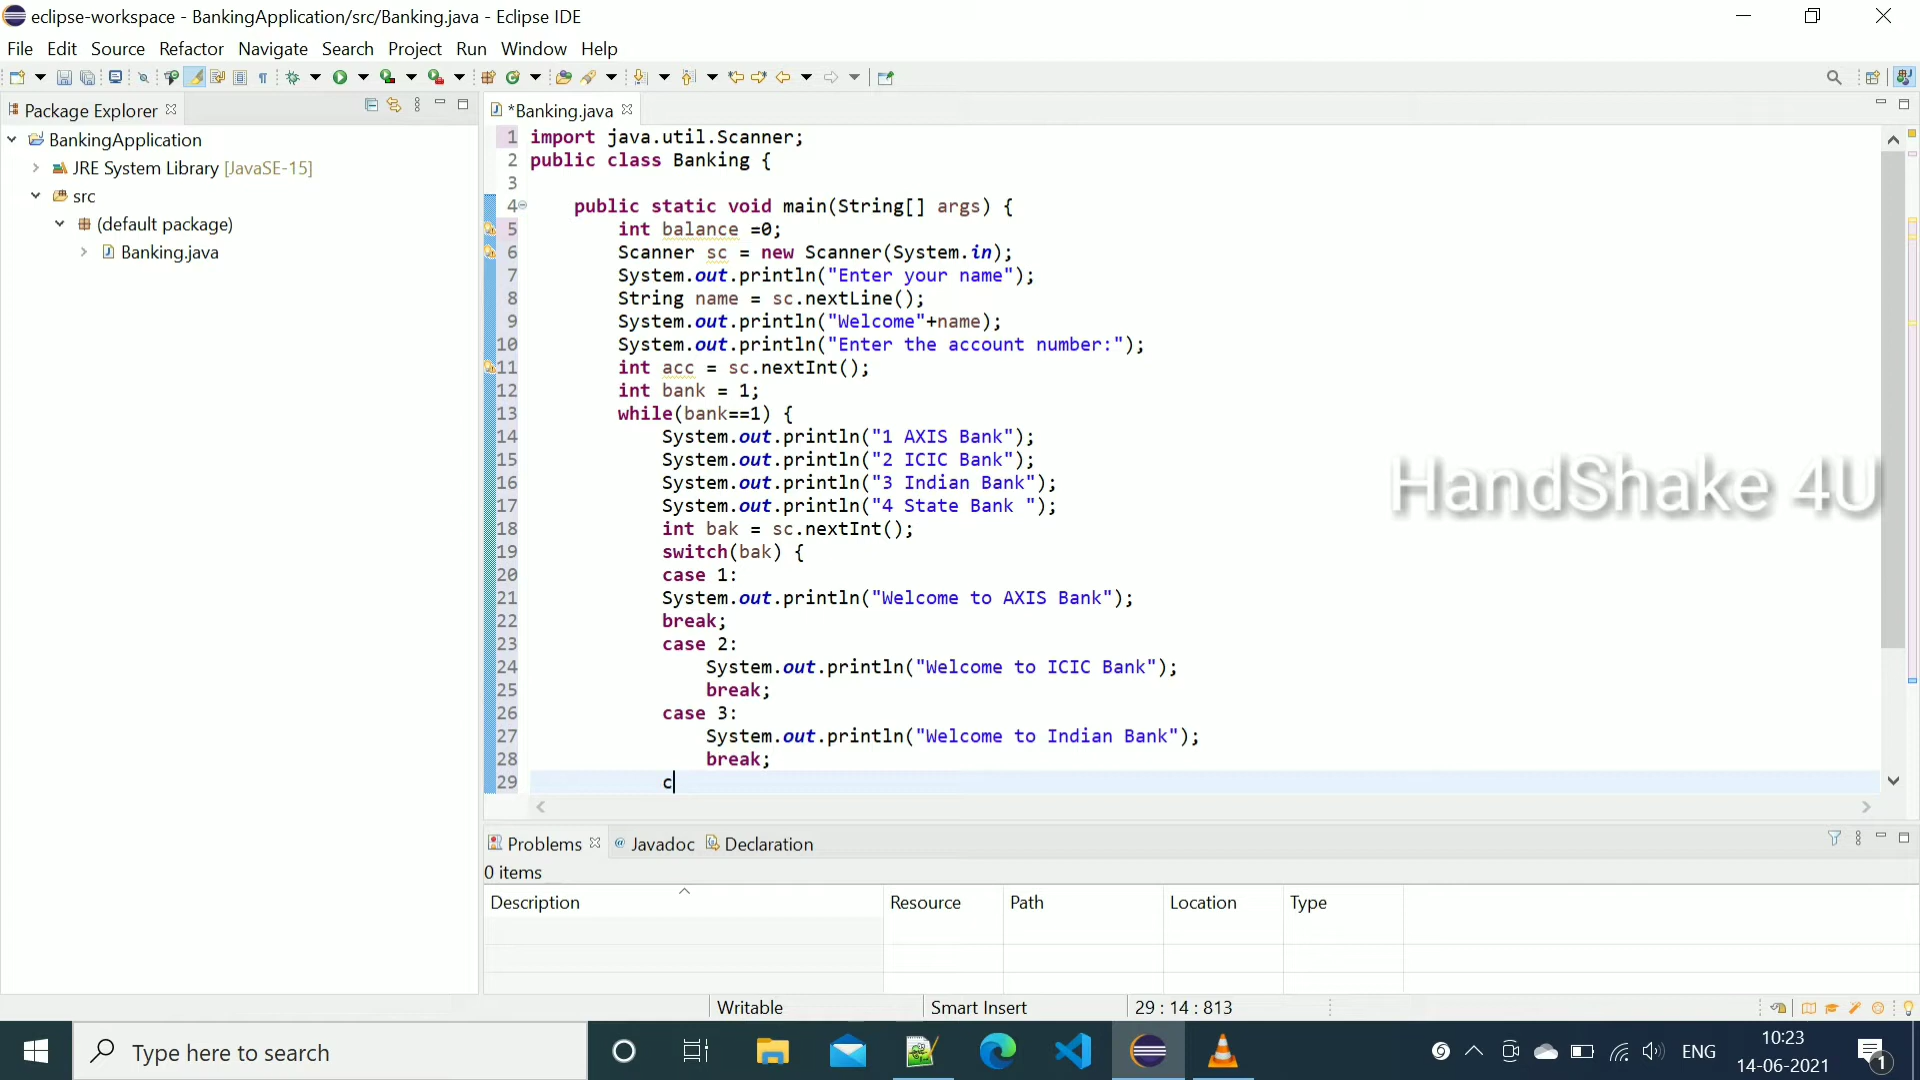 eclipse-workspace - BankingApplication/src/Banking.java - Eclipse IDE
File Edit Source Refactor Navigate Search Project Run Window Help
Package Explorer
*Banking.java
BankingApplication
JRE System Library [JavaSE-15]
src
(default package)
Banking.java
1 import java.util.Scanner;
2 public class Banking {
3
4 public static void main(String[] args) {
5 int balance =0;
6 Scanner sc = new Scanner(System.in);
7 System.out.println("Enter your name");
8 String name = sc.nextLine();
9 System.out.println("Welcome"+name);
10 System.out.println("Enter the account number:");
11 int acc = sc.nextInt();
12 int bank = 1;
13 while(bank==1) {
14 System.out.println("1 AXIS Bank");
15 System.out.println("2 ICIC Bank");
16 System.out.println("3 Indian Bank");
17 System.out.println("4 State Bank ");
18 int bak = sc.nextInt();
19 switch(bak) {
20 case 1:
21 System.out.println("Welcome to AXIS Bank");
22 break;
23 case 2:
24 System.out.println("Welcome to ICIC Bank");
25 break;
26 case 3:
27 System.out.println("Welcome to Indian Bank");
28 break;
29 c
HandShake 4U
Problems Javadoc Declaration
0 items
Description Resource Path Location Type
Writable Smart Insert 29 : 14 : 813
Type here to search
ENG
10:23
14-06-2021
1